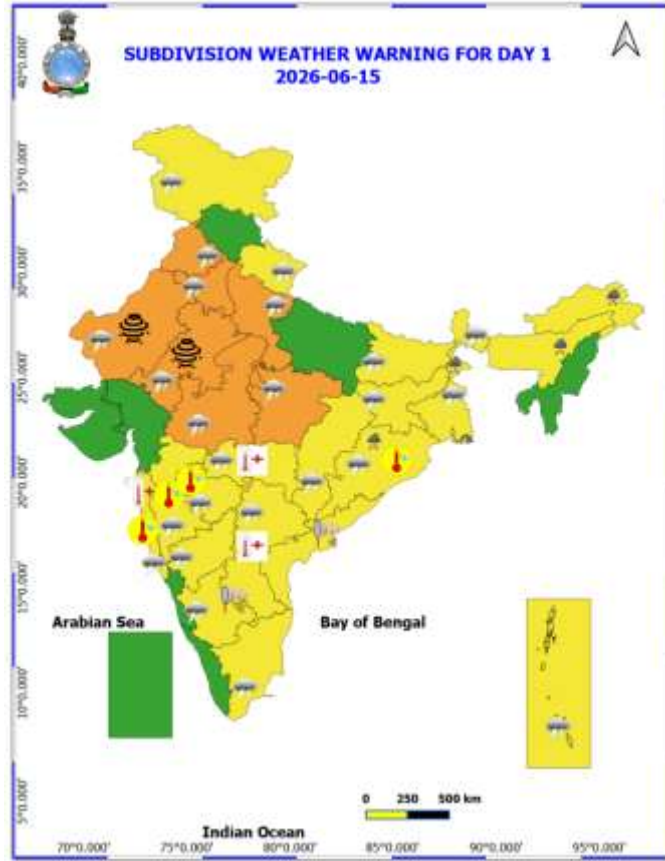 SUBDIVISION WEATHER WARNING FOR DAY 1
2026-06-15
40°0.000'
35°0.000'
30°0.000'
25°0.000'
20°0.000'
15°0.000'
10°0.000'
5°0.000'
Arabian Sea
Bay of Bengal
0 250 500 km
Indian Ocean
70°0.000' 75°0.000' 80°0.000' 85°0.000' 90°0.000' 95°0.000'